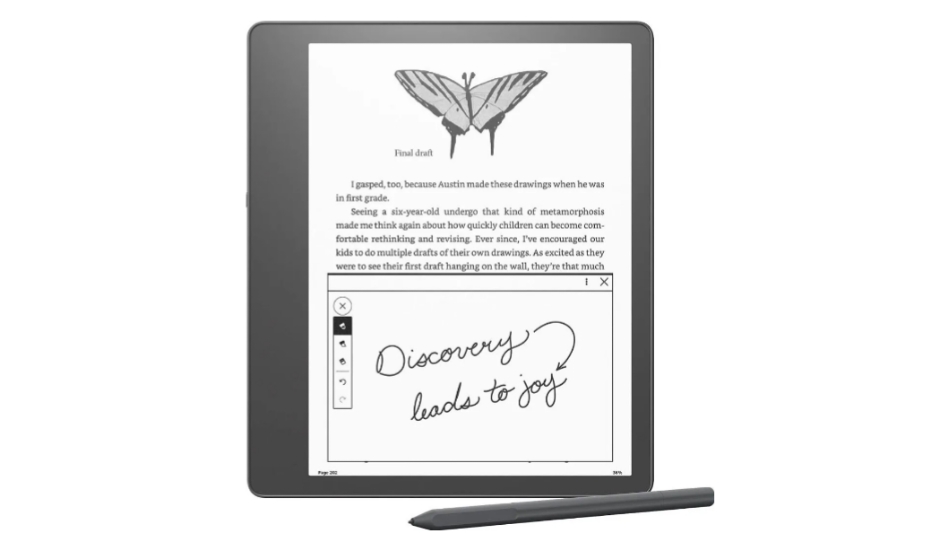 Final draft
I gasped, too, because Austin made these drawings when he was
in first grade.
Seeing a six-year-old undergo that kind of metamorphosis
made me think again about how quickly children can become com-
fortable rethinking and revising. Ever since, I've encouraged our
kids to do multiple drafts of their own drawings. As excited as they
were to see their first draft hanging on the wall, they're that much
Discovery
leads to joy